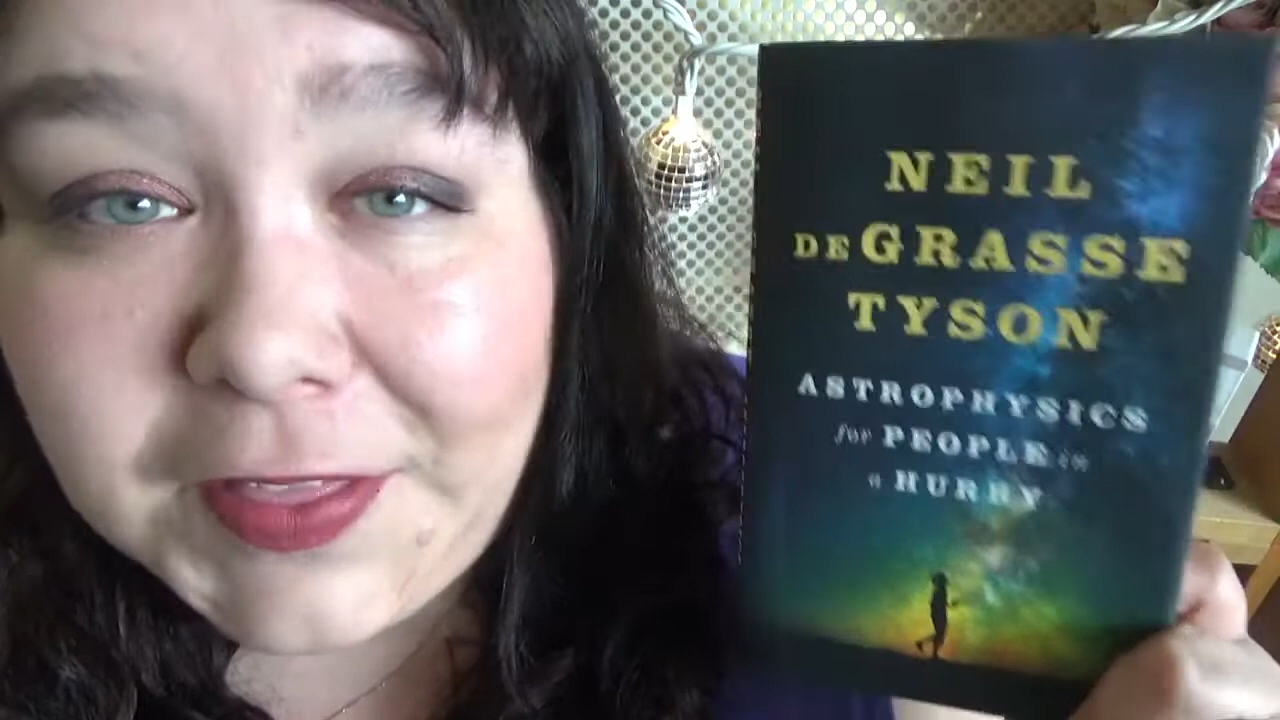 NEIL
DEGRASSE
TYSON
ASTROPHYSICS
for PEOPLE in
a HURRY